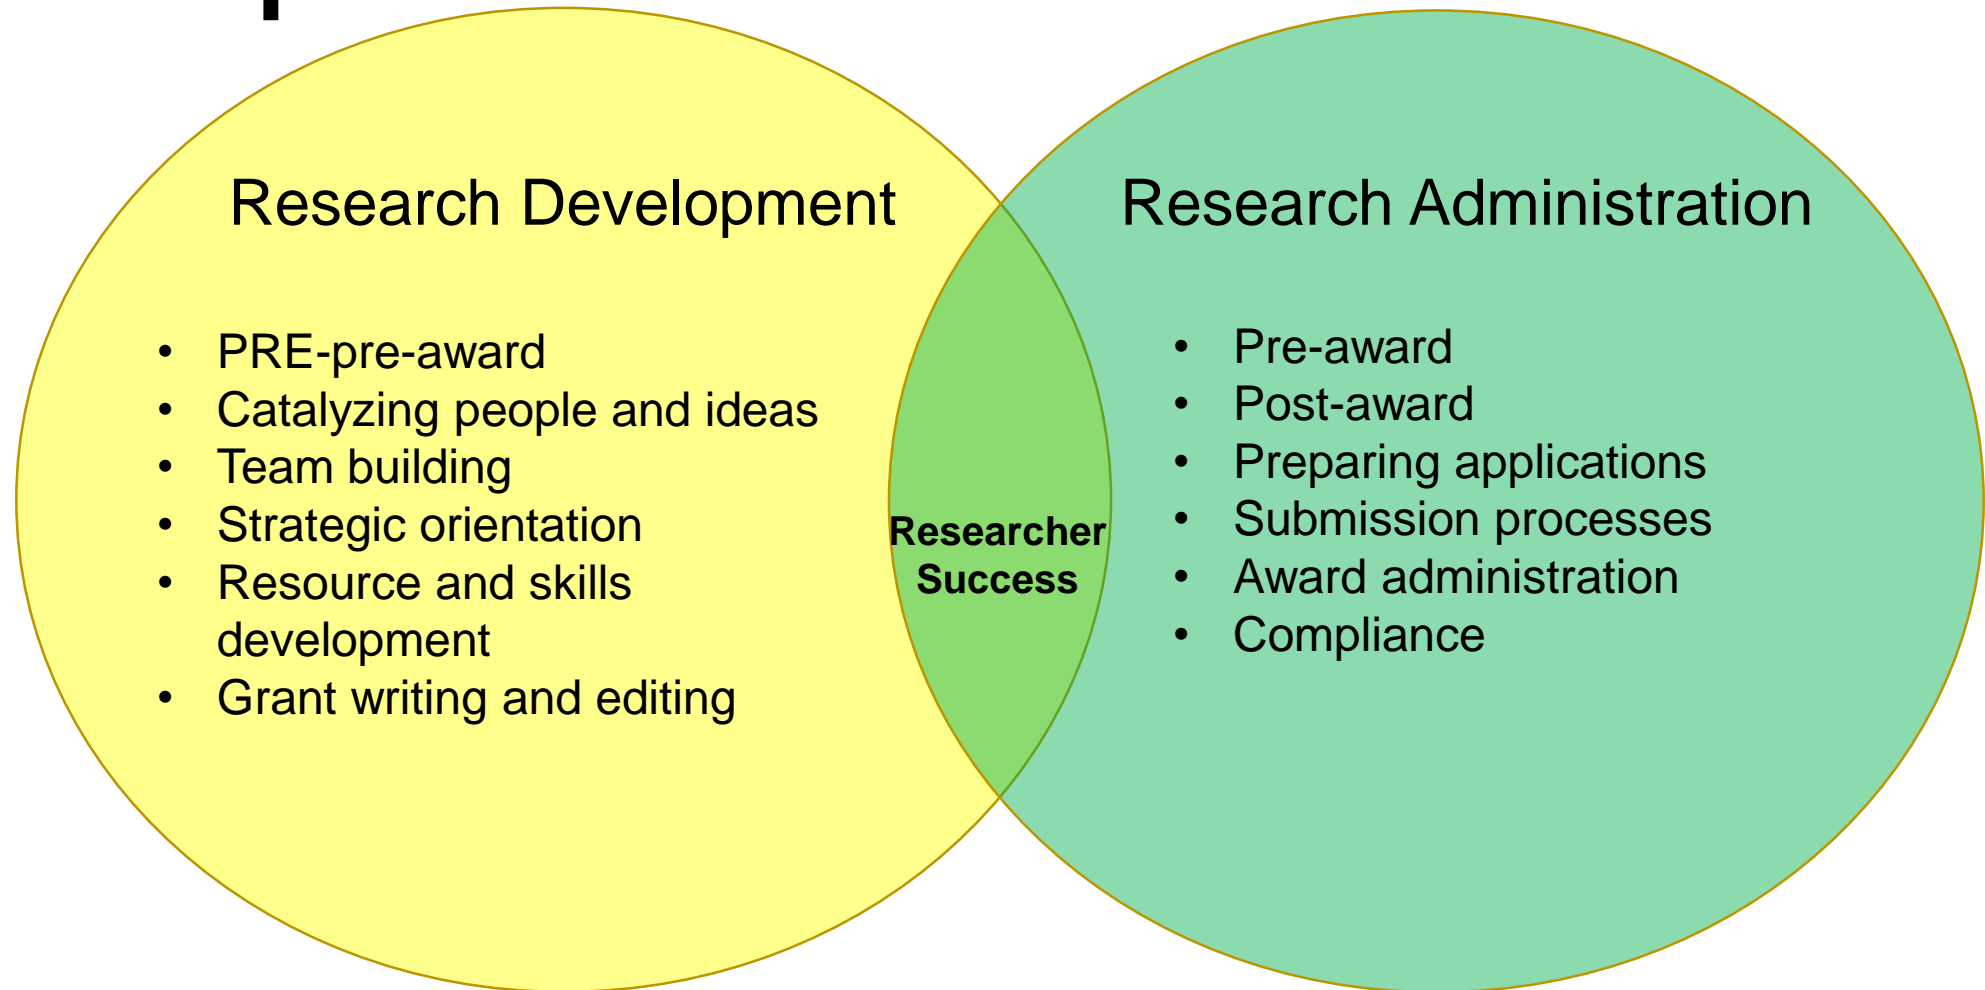 Research Development
• PRE-pre-award
• Catalyzing people and ideas
• Team building
• Strategic orientation
• Resource and skills
development
• Grant writing and editing
Researcher
Success
Research Administration
• Pre-award
• Post-award
• Preparing applications
• Submission processes
• Award administration
• Compliance